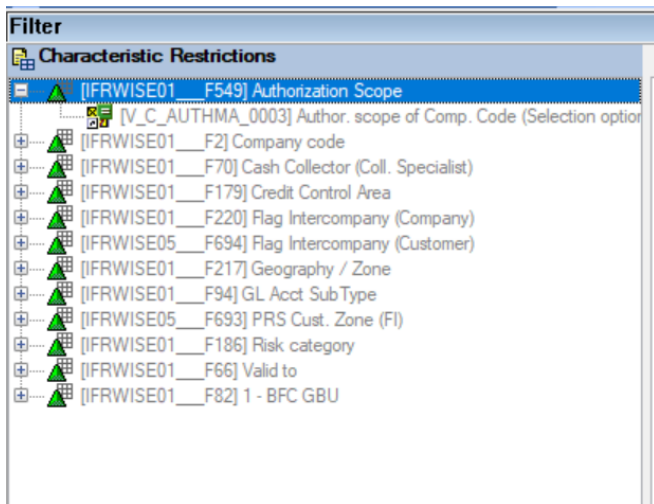 Filter
Characteristic Restrictions
[IFRWISE01___F549] Authorization Scope
[V_C_AUTHMA_0003] Author. scope of Comp. Code (Selection option
[IFRWISE01___F2] Company code
[IFRWISE01___F70] Cash Collector (Coll. Specialist)
[IFRWISE01___F179] Credit Control Area
[IFRWISE01___F220] Flag Intercompany (Company)
[IFRWISE05___F694] Flag Intercompany (Customer)
[IFRWISE01___F217] Geography / Zone
[IFRWISE01___F94] GL Acct SubType
[IFRWISE05___F693] PRS Cust. Zone (FI)
[IFRWISE01___F186] Risk category
[IFRWISE01___F66] Valid to
[IFRWISE01___F82] 1 - BFC GBU